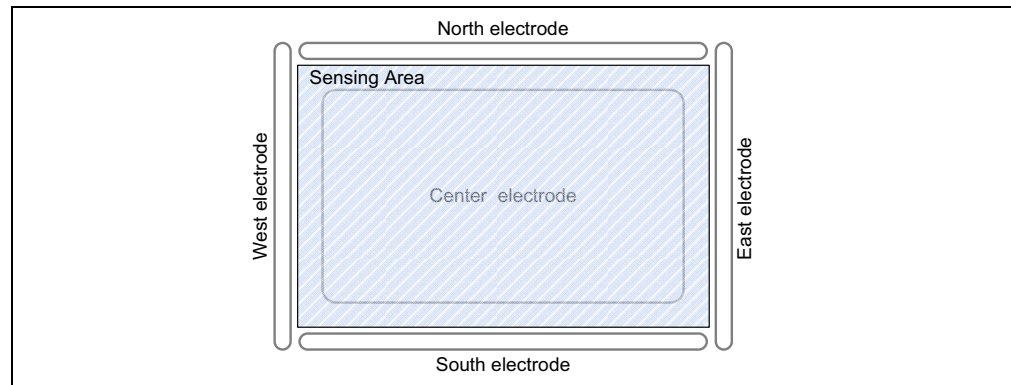 North electrode
Sensing Area
West electrode
Center electrode
East electrode
South electrode